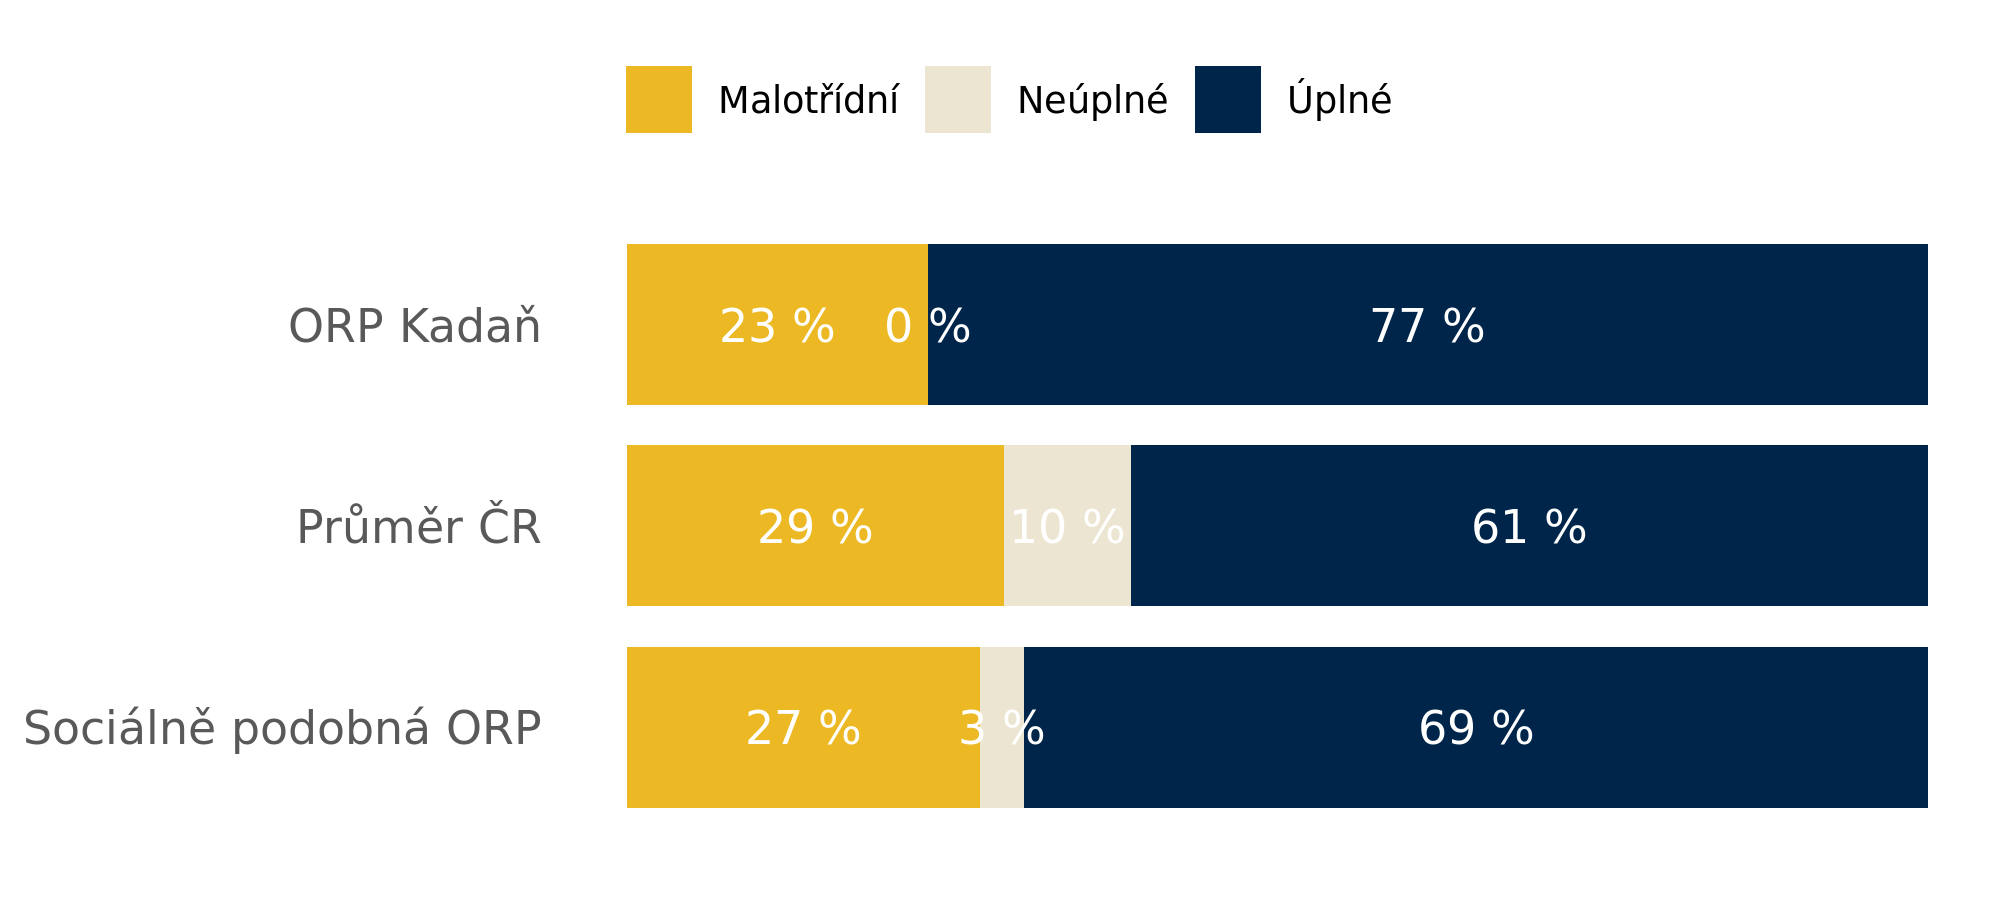 Malotřídní Neúplné Úplné
ORP Kadaň 23 % 0 % 77 %
Průměr ČR 29 % 10 % 61 %
Sociálně podobná ORP 27 % 3 % 69 %